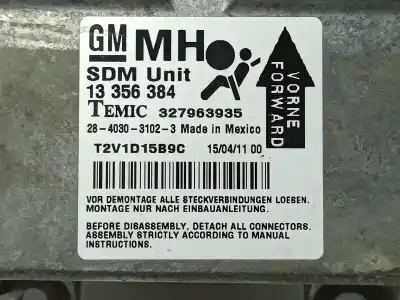 GM MH
SDM Unit
13 356 384
TEMIC 327963935
28-4030-3102-3 Made in Mexico
T2V1D15B9C 15/04/11 00
VORNE
FORWARD
VOR DEMONTAGE ALLE STECKVERBINDUNGEN LOESEN.
MONTAGE NUR NACH EINBAUANLEITUNG.
BEFORE DISASSEMBLY, DETACH ALL CONNECTORS.
ASSEMBLY STRICTLY ACCORDING TO MANUAL
INSTRUCTIONS.